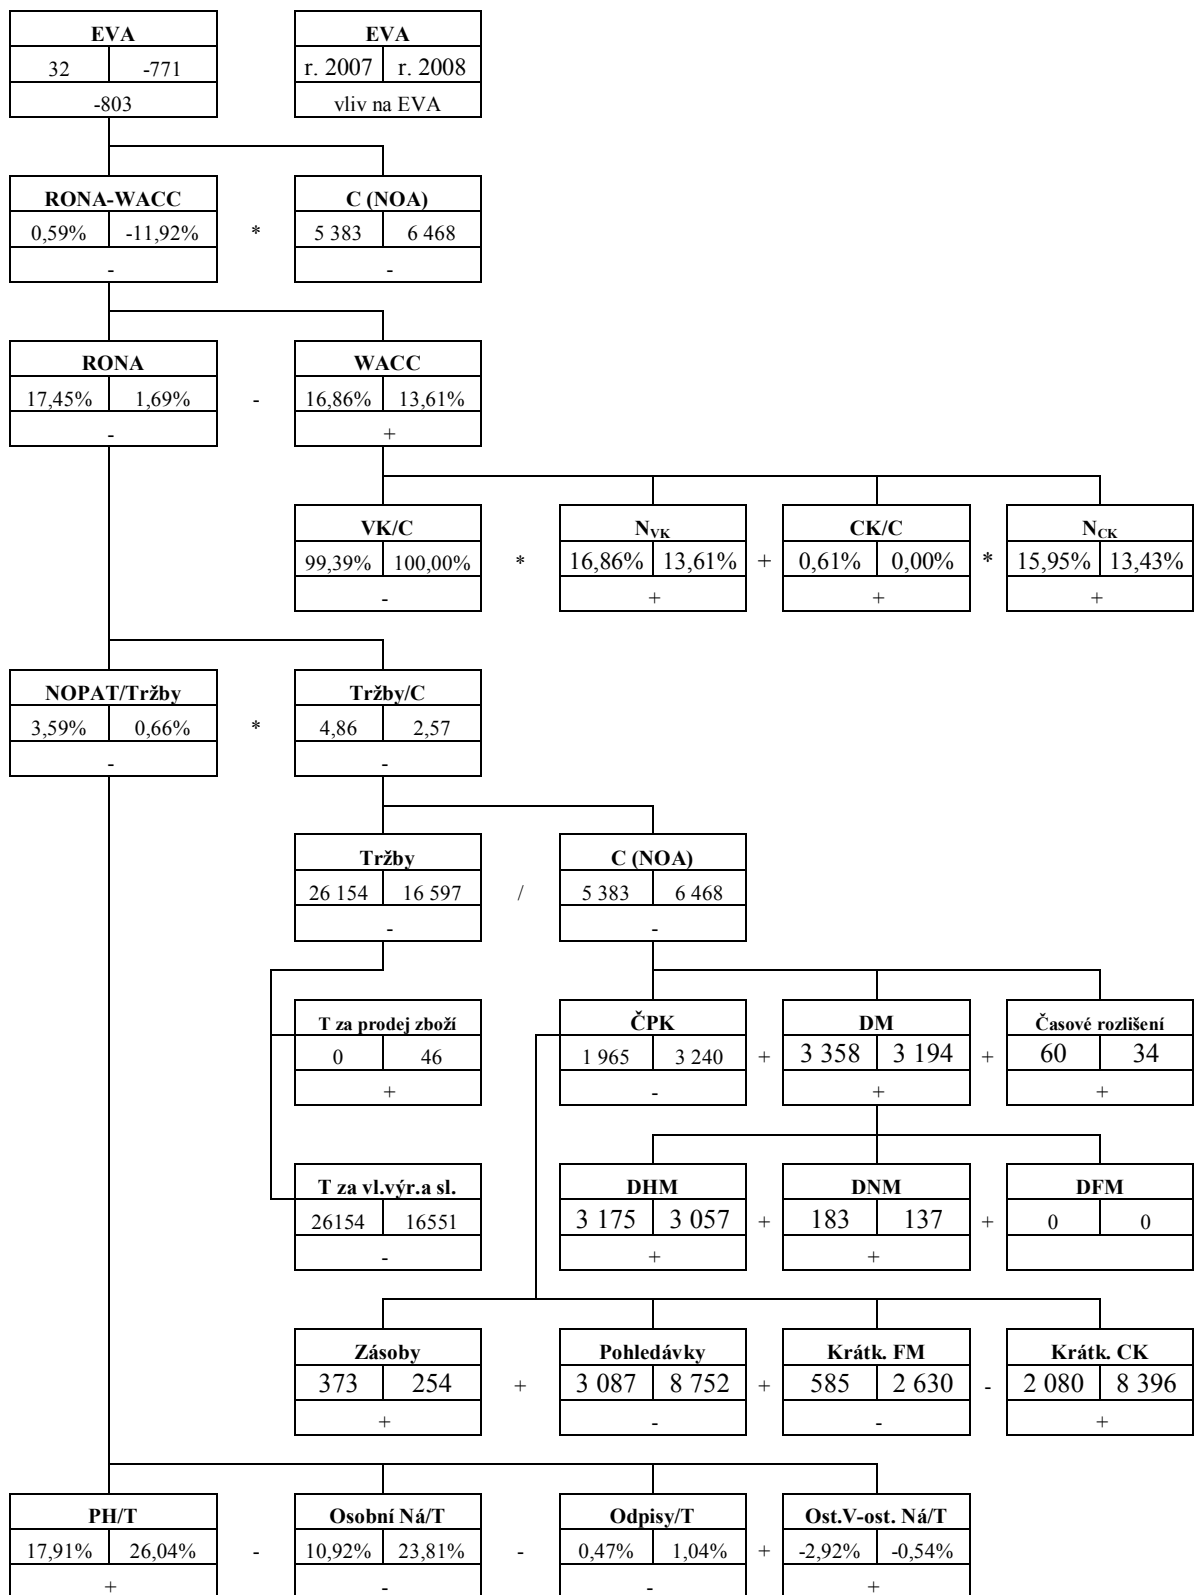 EVA EVA
32 -771 r. 2007 r. 2008
-803 vliv na EVA
RONA-WACC C (NOA)
0,59% -11,92% * 5 383 6 468
- -
RONA WACC
17,45% 1,69% - 16,86% 13,61%
- +
VK/C NVK CK/C NCK
99,39% 100,00% * 16,86% 13,61% + 0,61% 0,00% * 15,95% 13,43%
- + + +
NOPAT/Tržby Tržby/C
3,59% 0,66% * 4,86 2,57
- -
Tržby C (NOA)
26 154 16 597 / 5 383 6 468
- -
T za prodej zboží ČPK DM Časové rozlišení
0 46 1 965 3 240 + 3 358 3 194 + 60 34
+ - + +
T za vl.výr.a sl. DHM DNM DFM
26154 16551 3 175 3 057 + 183 137 + 0 0
- + +
Zásoby Pohledávky Krátk. FM Krátk. CK
373 254 + 3 087 8 752 + 585 2 630 - 2 080 8 396
+ - - +
PH/T Osobní Ná/T Odpisy/T Ost.V-ost. Ná/T
17,91% 26,04% - 10,92% 23,81% - 0,47% 1,04% + -2,92% -0,54%
+ - - +